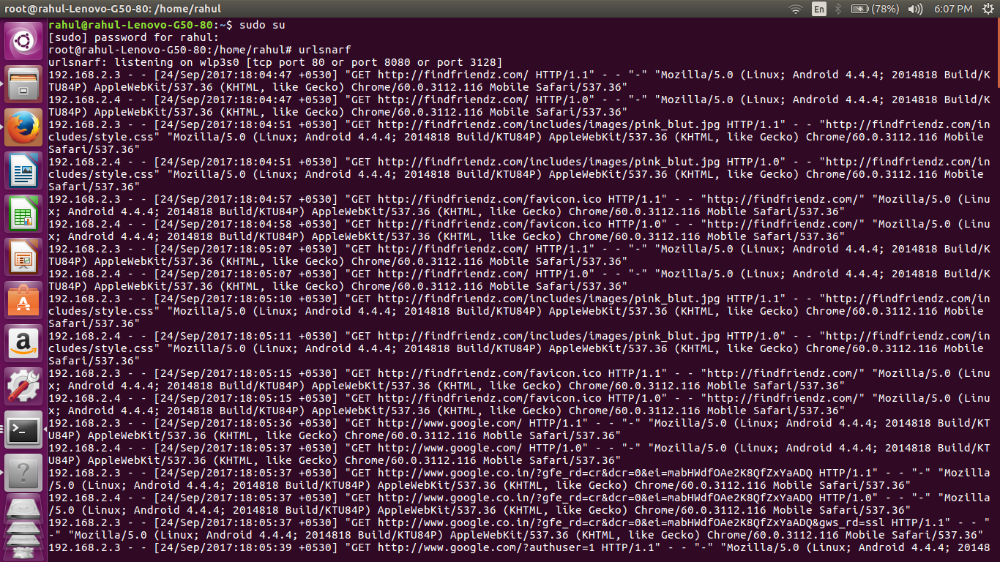 root@rahul-Lenovo-G50-80: /home/rahul
En
(78%)
6:07 PM
rahul@rahul-Lenovo-G50-80:~$ sudo su
[sudo] password for rahul:
root@rahul-Lenovo-G50-80:/home/rahul# urlsnarf
urlsnarf: listening on wlp3s0 [tcp port 80 or port 8080 or port 3128]
192.168.2.3 - - [24/Sep/2017:18:04:47 +0530] "GET http://findfriendz.com/ HTTP/1.1" - - "-" "Mozilla/5.0 (Linux; Android 4.4.4; 2014818 Build/K
TU84P) AppleWebKit/537.36 (KHTML, like Gecko) Chrome/60.0.3112.116 Mobile Safari/537.36"
192.168.2.4 - - [24/Sep/2017:18:04:47 +0530] "GET http://findfriendz.com/ HTTP/1.0" - - "-" "Mozilla/5.0 (Linux; Android 4.4.4; 2014818 Build/K
TU84P) AppleWebKit/537.36 (KHTML, like Gecko) Chrome/60.0.3112.116 Mobile Safari/537.36"
192.168.2.3 - - [24/Sep/2017:18:04:51 +0530] "GET http://findfriendz.com/includes/images/pink_blut.jpg HTTP/1.1" - - "http://findfriendz.com/in
cludes/style.css" "Mozilla/5.0 (Linux; Android 4.4.4; 2014818 Build/KTU84P) AppleWebKit/537.36 (KHTML, like Gecko) Chrome/60.0.3112.116 Mobile
Safari/537.36"
192.168.2.4 - - [24/Sep/2017:18:04:51 +0530] "GET http://findfriendz.com/includes/images/pink_blut.jpg HTTP/1.0" - - "http://findfriendz.com/in
cludes/style.css" "Mozilla/5.0 (Linux; Android 4.4.4; 2014818 Build/KTU84P) AppleWebKit/537.36 (KHTML, like Gecko) Chrome/60.0.3112.116 Mobile
Safari/537.36"
192.168.2.3 - - [24/Sep/2017:18:04:57 +0530] "GET http://findfriendz.com/favicon.ico HTTP/1.1" - - "http://findfriendz.com/" "Mozilla/5.0 (Linu
x; Android 4.4.4; 2014818 Build/KTU84P) AppleWebKit/537.36 (KHTML, like Gecko) Chrome/60.0.3112.116 Mobile Safari/537.36"
192.168.2.4 - - [24/Sep/2017:18:04:58 +0530] "GET http://findfriendz.com/favicon.ico HTTP/1.0" - - "http://findfriendz.com/" "Mozilla/5.0 (Linu
x; Android 4.4.4; 2014818 Build/KTU84P) AppleWebKit/537.36 (KHTML, like Gecko) Chrome/60.0.3112.116 Mobile Safari/537.36"
192.168.2.3 - - [24/Sep/2017:18:05:07 +0530] "GET http://findfriendz.com/ HTTP/1.1" - - "-" "Mozilla/5.0 (Linux; Android 4.4.4; 2014818 Build/K
TU84P) AppleWebKit/537.36 (KHTML, like Gecko) Chrome/60.0.3112.116 Mobile Safari/537.36"
192.168.2.4 - - [24/Sep/2017:18:05:07 +0530] "GET http://findfriendz.com/ HTTP/1.0" - - "-" "Mozilla/5.0 (Linux; Android 4.4.4; 2014818 Build/K
TU84P) AppleWebKit/537.36 (KHTML, like Gecko) Chrome/60.0.3112.116 Mobile Safari/537.36"
192.168.2.3 - - [24/Sep/2017:18:05:10 +0530] "GET http://findfriendz.com/includes/images/pink_blut.jpg HTTP/1.1" - - "http://findfriendz.com/in
cludes/style.css" "Mozilla/5.0 (Linux; Android 4.4.4; 2014818 Build/KTU84P) AppleWebKit/537.36 (KHTML, like Gecko) Chrome/60.0.3112.116 Mobile
Safari/537.36"
192.168.2.4 - - [24/Sep/2017:18:05:11 +0530] "GET http://findfriendz.com/includes/images/pink_blut.jpg HTTP/1.0" - - "http://findfriendz.com/in
cludes/style.css" "Mozilla/5.0 (Linux; Android 4.4.4; 2014818 Build/KTU84P) AppleWebKit/537.36 (KHTML, like Gecko) Chrome/60.0.3112.116 Mobile
Safari/537.36"
192.168.2.3 - - [24/Sep/2017:18:05:15 +0530] "GET http://findfriendz.com/favicon.ico HTTP/1.1" - - "http://findfriendz.com/" "Mozilla/5.0 (Linu
x; Android 4.4.4; 2014818 Build/KTU84P) AppleWebKit/537.36 (KHTML, like Gecko) Chrome/60.0.3112.116 Mobile Safari/537.36"
192.168.2.4 - - [24/Sep/2017:18:05:15 +0530] "GET http://findfriendz.com/favicon.ico HTTP/1.0" - - "http://findfriendz.com/" "Mozilla/5.0 (Linu
x; Android 4.4.4; 2014818 Build/KTU84P) AppleWebKit/537.36 (KHTML, like Gecko) Chrome/60.0.3112.116 Mobile Safari/537.36"
192.168.2.3 - - [24/Sep/2017:18:05:36 +0530] "GET http://www.google.com/ HTTP/1.1" - - "-" "Mozilla/5.0 (Linux; Android 4.4.4; 2014818 Build/KT
U84P) AppleWebKit/537.36 (KHTML, like Gecko) Chrome/60.0.3112.116 Mobile Safari/537.36"
192.168.2.4 - - [24/Sep/2017:18:05:37 +0530] "GET http://www.google.com/ HTTP/1.0" - - "-" "Mozilla/5.0 (Linux; Android 4.4.4; 2014818 Build/KT
U84P) AppleWebKit/537.36 (KHTML, like Gecko) Chrome/60.0.3112.116 Mobile Safari/537.36"
192.168.2.3 - - [24/Sep/2017:18:05:37 +0530] "GET http://www.google.co.in/?gfe_rd=cr&dcr=0&ei=mabHWdfOAe2K8QfZxYaADQ HTTP/1.1" - - "-" "Mozilla
/5.0 (Linux; Android 4.4.4; 2014818 Build/KTU84P) AppleWebKit/537.36 (KHTML, like Gecko) Chrome/60.0.3112.116 Mobile Safari/537.36"
192.168.2.4 - - [24/Sep/2017:18:05:37 +0530] "GET http://www.google.co.in/?gfe_rd=cr&dcr=0&ei=mabHWdfOAe2K8QfZxYaADQ HTTP/1.0" - - "-" "Mozilla
/5.0 (Linux; Android 4.4.4; 2014818 Build/KTU84P) AppleWebKit/537.36 (KHTML, like Gecko) Chrome/60.0.3112.116 Mobile Safari/537.36"
192.168.2.3 - - [24/Sep/2017:18:05:37 +0530] "GET http://www.google.co.in/?gfe_rd=cr&dcr=0&ei=mabHWdfOAe2K8QfZxYaADQ&gws_rd=ssl HTTP/1.1" - - "
-" "Mozilla/5.0 (Linux; Android 4.4.4; 2014818 Build/KTU84P) AppleWebKit/537.36 (KHTML, like Gecko) Chrome/60.0.3112.116 Mobile Safari/537.36"
192.168.2.3 - - [24/Sep/2017:18:05:39 +0530] "GET http://www.google.com/?authuser=1 HTTP/1.1" - - "-" "Mozilla/5.0 (Linux; Android 4.4.4; 20148